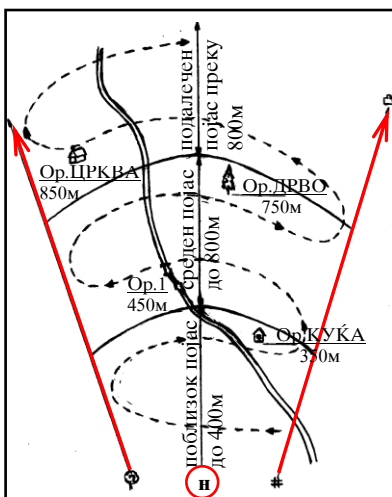 подалечен појас преку
800м
Ор.ЦРКВА
850м
Ор.ДРВО
750м
среден појас
до 800м
Ор.1
450м
Ор.КУЌА
350м
поблизок појас
до 400м
н